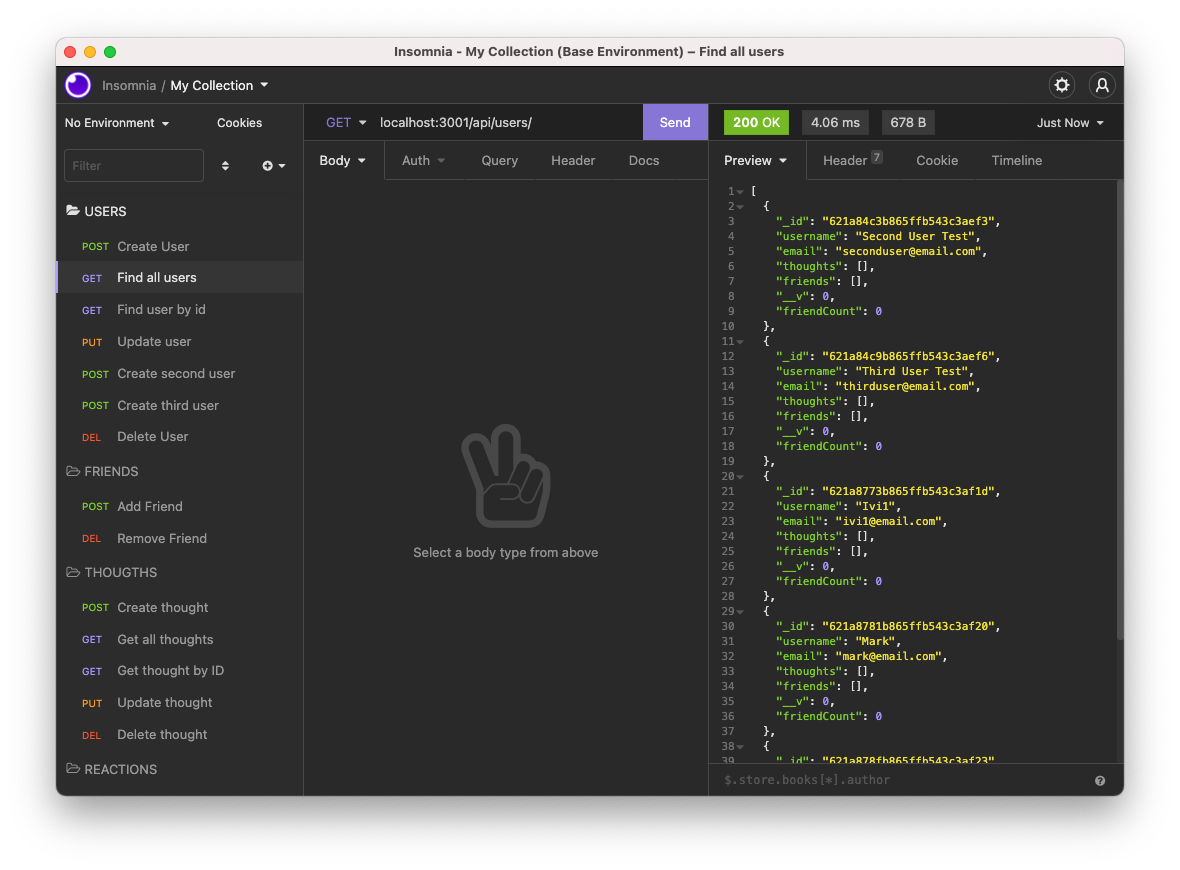 Insomnia - My Collection (Base Environment) – Find all users
Insomnia / My Collection
No Environment
Cookies
Filter
USERS
POST Create User
GET Find all users
GET Find user by id
PUT Update user
POST Create second user
POST Create third user
DEL Delete User
FRIENDS
POST Add Friend
DEL Remove Friend
THOUGTHS
POST Create thought
GET Get all thoughts
GET Get thought by ID
PUT Update thought
DEL Delete thought
REACTIONS
GET localhost:3001/api/users/ Send
Body Auth Query Header Docs
Select a body type from above
200 OK 4.06 ms 678 B Just Now
Preview Header 7 Cookie Timeline
1 [
2 {
3 "_id": "621a84c3b865ffb543c3aef3",
4 "username": "Second User Test",
5 "email": "seconduser@email.com",
6 "thoughts": [],
7 "friends": [],
8 "__v": 0,
9 "friendCount": 0
10 },
11 {
12 "_id": "621a84c9b865ffb543c3aef6",
13 "username": "Third User Test",
14 "email": "thirduser@email.com",
15 "thoughts": [],
16 "friends": [],
17 "__v": 0,
18 "friendCount": 0
19 },
20 {
21 "_id": "621a8773b865ffb543c3af1d",
22 "username": "Ivi1",
23 "email": "ivi1@email.com",
24 "thoughts": [],
25 "friends": [],
26 "__v": 0,
27 "friendCount": 0
28 },
29 {
30 "_id": "621a8781b865ffb543c3af20",
31 "username": "Mark",
32 "email": "mark@email.com",
33 "thoughts": [],
34 "friends": [],
35 "__v": 0,
36 "friendCount": 0
37 },
38 {
39 "_id": "621a878fb865ffb543c3af23"
$.store.books[*].author